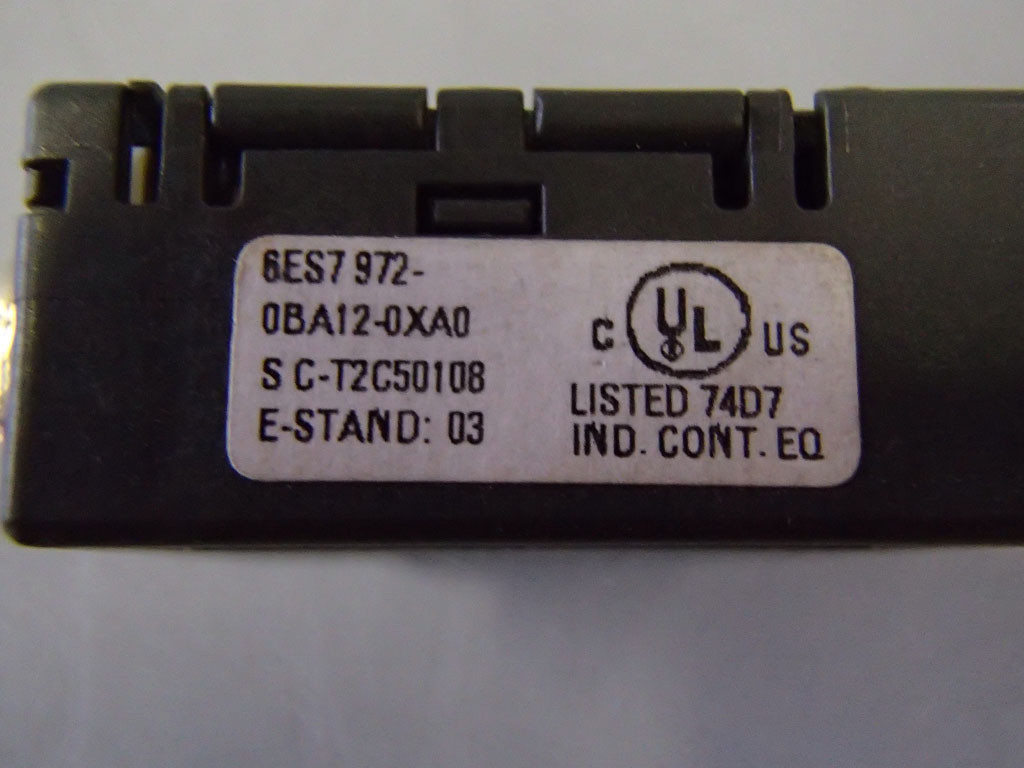 6ES7 972-
0BA12-0XA0
S C-T2C50108
E-STAND: 03
C UL US
LISTED 74D7
IND. CONT. EQ